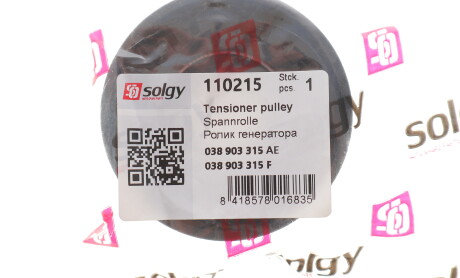 solgy
110215
Stck.
pcs. 1
Tensioner pulley
Spannrolle
Ролик генератора
038 903 315 AE
038 903 315 F
8 418578 016835
solgy
solgy
solgy